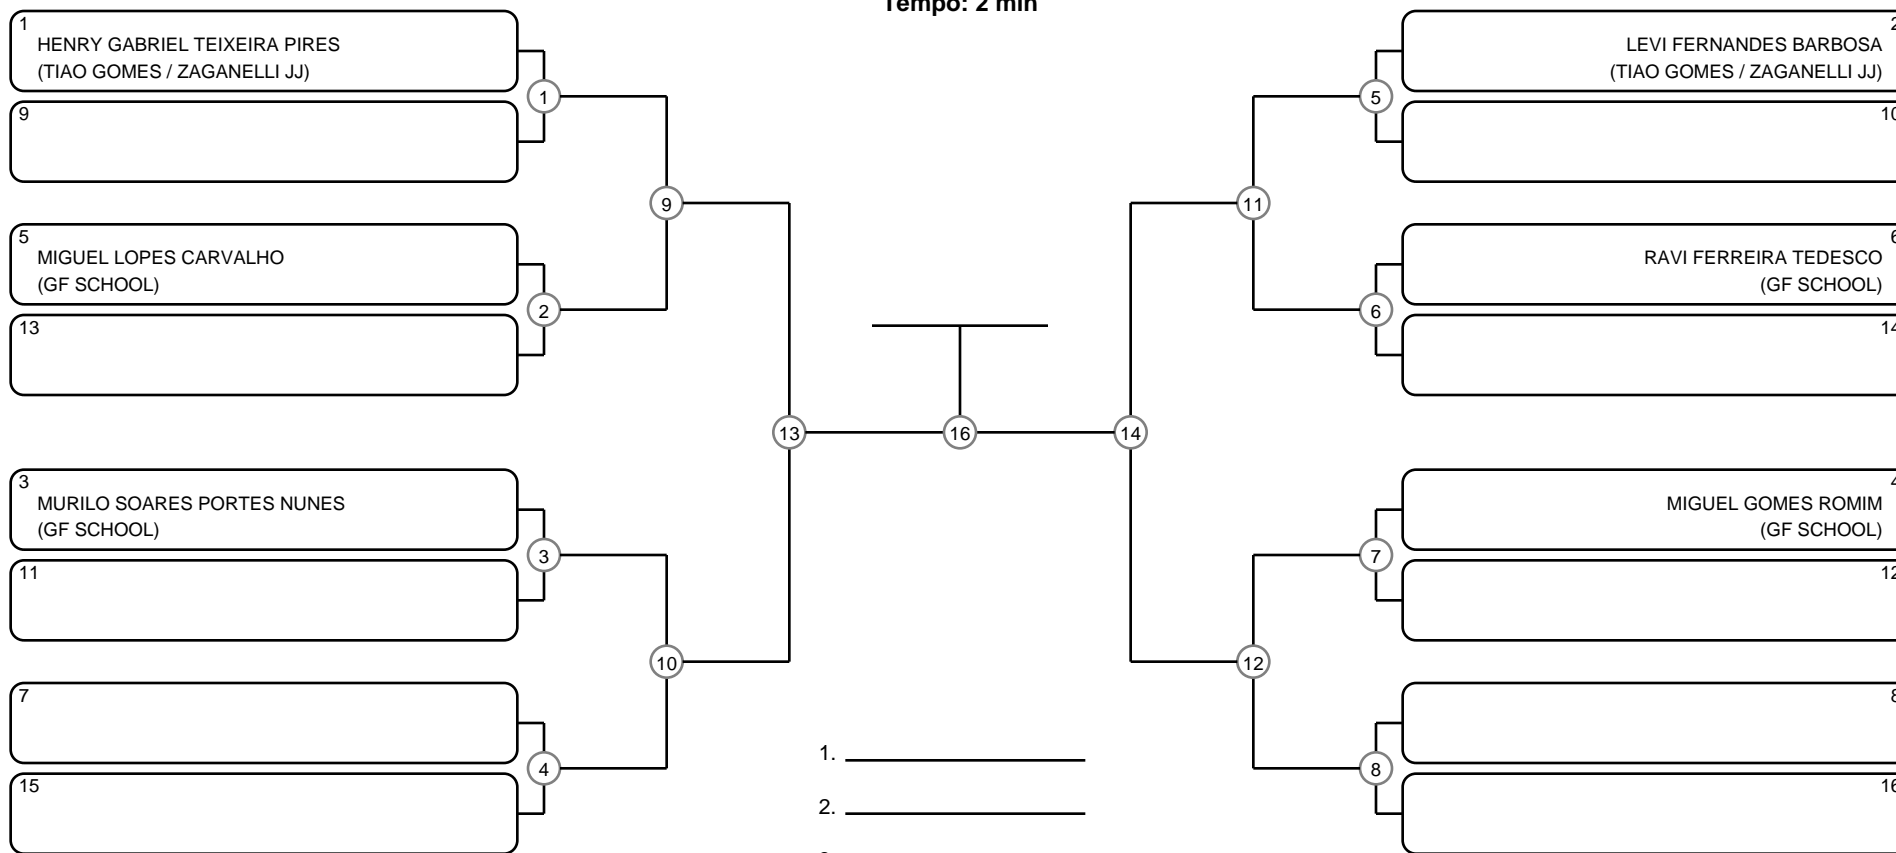 Tempo: 2 min
1
HENRY GABRIEL TEIXEIRA PIRES
(TIAO GOMES / ZAGANELLI JJ)
9
1
5
MIGUEL LOPES CARVALHO
(GF SCHOOL)
13
2
9
3
MURILO SOARES PORTES NUNES
(GF SCHOOL)
11
3
7
15
4
10
13
16
14
2
LEVI FERNANDES BARBOSA
(TIAO GOMES / ZAGANELLI JJ)
10
5
6
RAVI FERREIRA TEDESCO
(GF SCHOOL)
14
6
11
4
MIGUEL GOMES ROMIM
(GF SCHOOL)
12
7
8
16
8
12
1.
2.